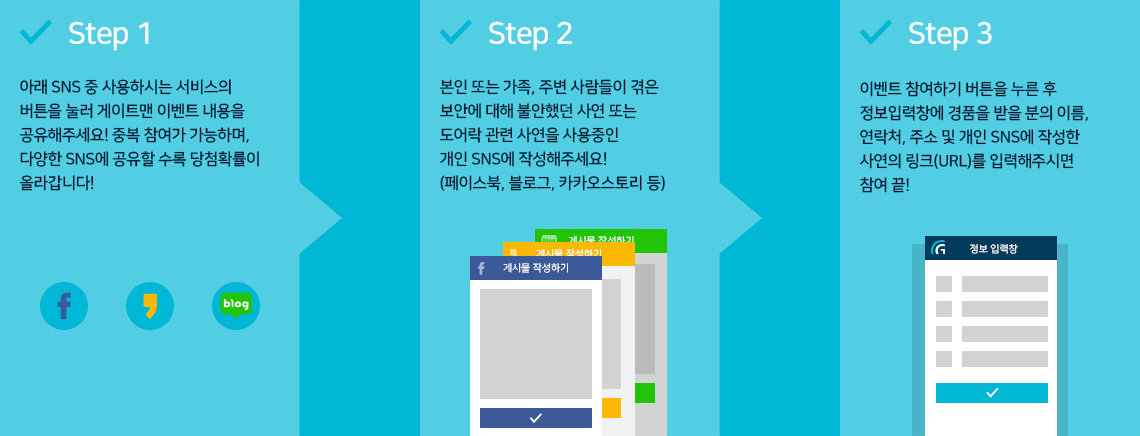 Step 1
아래 SNS 중 사용하시는 서비스의
버튼을 눌러 게이트맨 이벤트 내용을
공유해주세요! 중복 참여가 가능하며,
다양한 SNS에 공유할 수록 당첨확률이
올라갑니다!
blog
Step 2
본인 또는 가족, 주변 사람들이 겪은
보안에 대해 불안했던 사연 또는
도어락 관련 사연을 사용중인
개인 SNS에 작성해주세요!
(페이스북, 블로그, 카카오스토리 등)
게시물 작성하기
게시물 작성하기
게시물 작성하기
Step 3
이벤트 참여하기 버튼을 누른 후
정보입력창에 경품을 받을 분의 이름,
연락처, 주소 및 개인 SNS에 작성한
사연의 링크(URL)를 입력해주시면
참여 끝!
정보 입력창